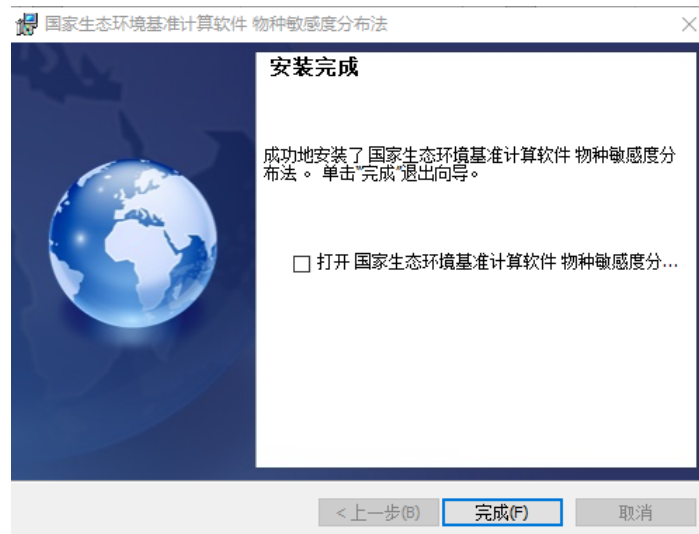 国家生态环境基准计算软件 物种敏感度分布法
安装完成
成功地安装了 国家生态环境基准计算软件 物种敏感度分
布法 。 单击"完成"退出向导。
打开 国家生态环境基准计算软件 物种敏感度分...
< 上一步(B)
完成(F)
取消